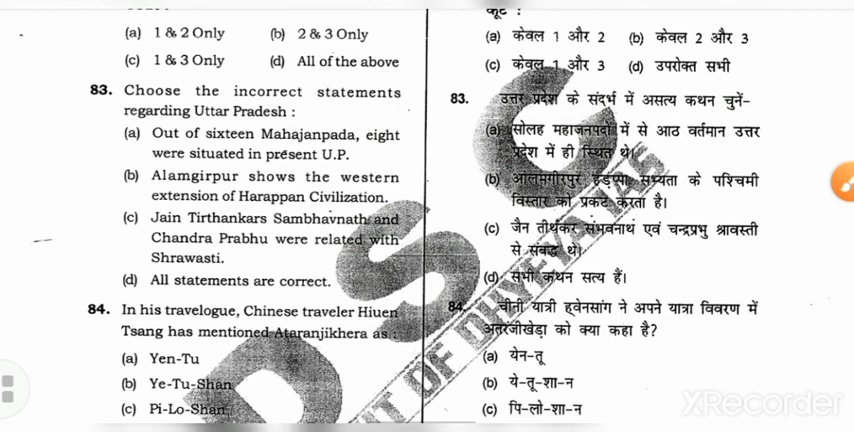 (a) 1 & 2 Only (b) 2 & 3 Only
(c) 1 & 3 Only (d) All of the above
83. Choose the incorrect statements
regarding Uttar Pradesh :
(a) Out of sixteen Mahajanpada, eight
were situated in present U.P.
(b) Alamgirpur shows the western
extension of Harappan Civilization.
(c) Jain Tirthankars Sambhavnath and
Chandra Prabhu were related with
Shrawasti.
(d) All statements are correct.
84. In his travelogue, Chinese traveler Hiuen
Tsang has mentioned Ataranjikhera as :
(a) Yen-Tu
(b) Ye-Tu-Shan
(c) Pi-Lo-Shan
कूट :
(a) केवल 1 और 2 (b) केवल 2 और 3
(c) केवल 1 और 3 (d) उपरोक्त सभी
83. उत्तर प्रदेश के संदर्भ में असत्य कथन चुनें-
(a) सोलह महाजनपदों में से आठ वर्तमान उत्तर
प्रदेश में ही स्थित थे।
(b) आलमगीरपुर हड़प्पा सभ्यता के पश्चिमी
विस्तार को प्रकट करता है।
(c) जैन तीर्थंकर संभवनाथ एवं चन्द्रप्रभु श्रावस्ती
से संबद्ध थे।
(d) सभी कथन सत्य हैं।
84. चीनी यात्री ह्वेनसांग ने अपने यात्रा विवरण में
अतरंजीखेड़ा को क्या कहा है?
(a) येन-तू
(b) ये-तू-शा-न
(c) पि-लो-शा-न
DSC
OF DHYEYA IAS
XRecorder